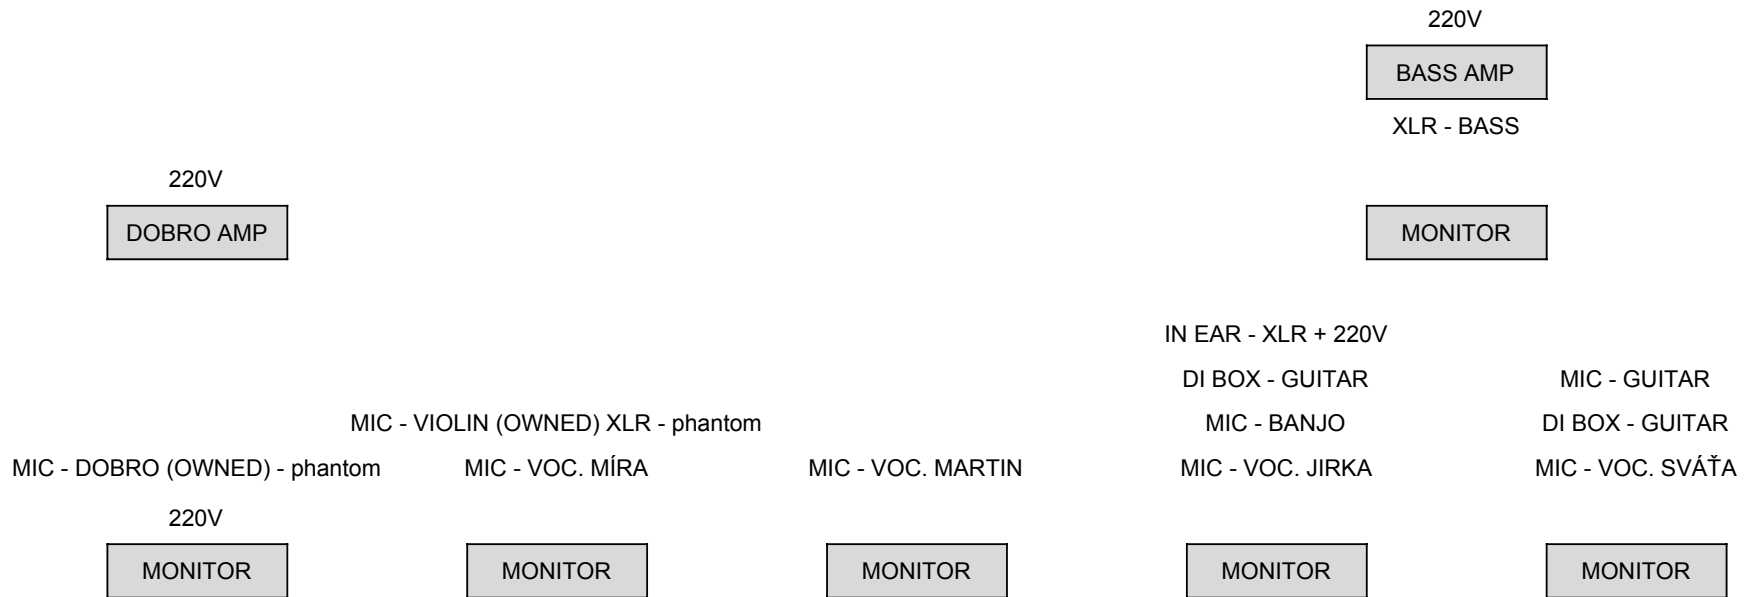 220V
BASS AMP
XLR - BASS
220V
DOBRO AMP
MONITOR
IN EAR - XLR + 220V
DI BOX - GUITAR
MIC - GUITAR
MIC - VIOLIN (OWNED) XLR - phantom
MIC - BANJO
DI BOX - GUITAR
MIC - DOBRO (OWNED) - phantom
MIC - VOC. MÍRA
MIC - VOC. MARTIN
MIC - VOC. JIRKA
MIC - VOC. SVÁŤA
220V
MONITOR
MONITOR
MONITOR
MONITOR
MONITOR